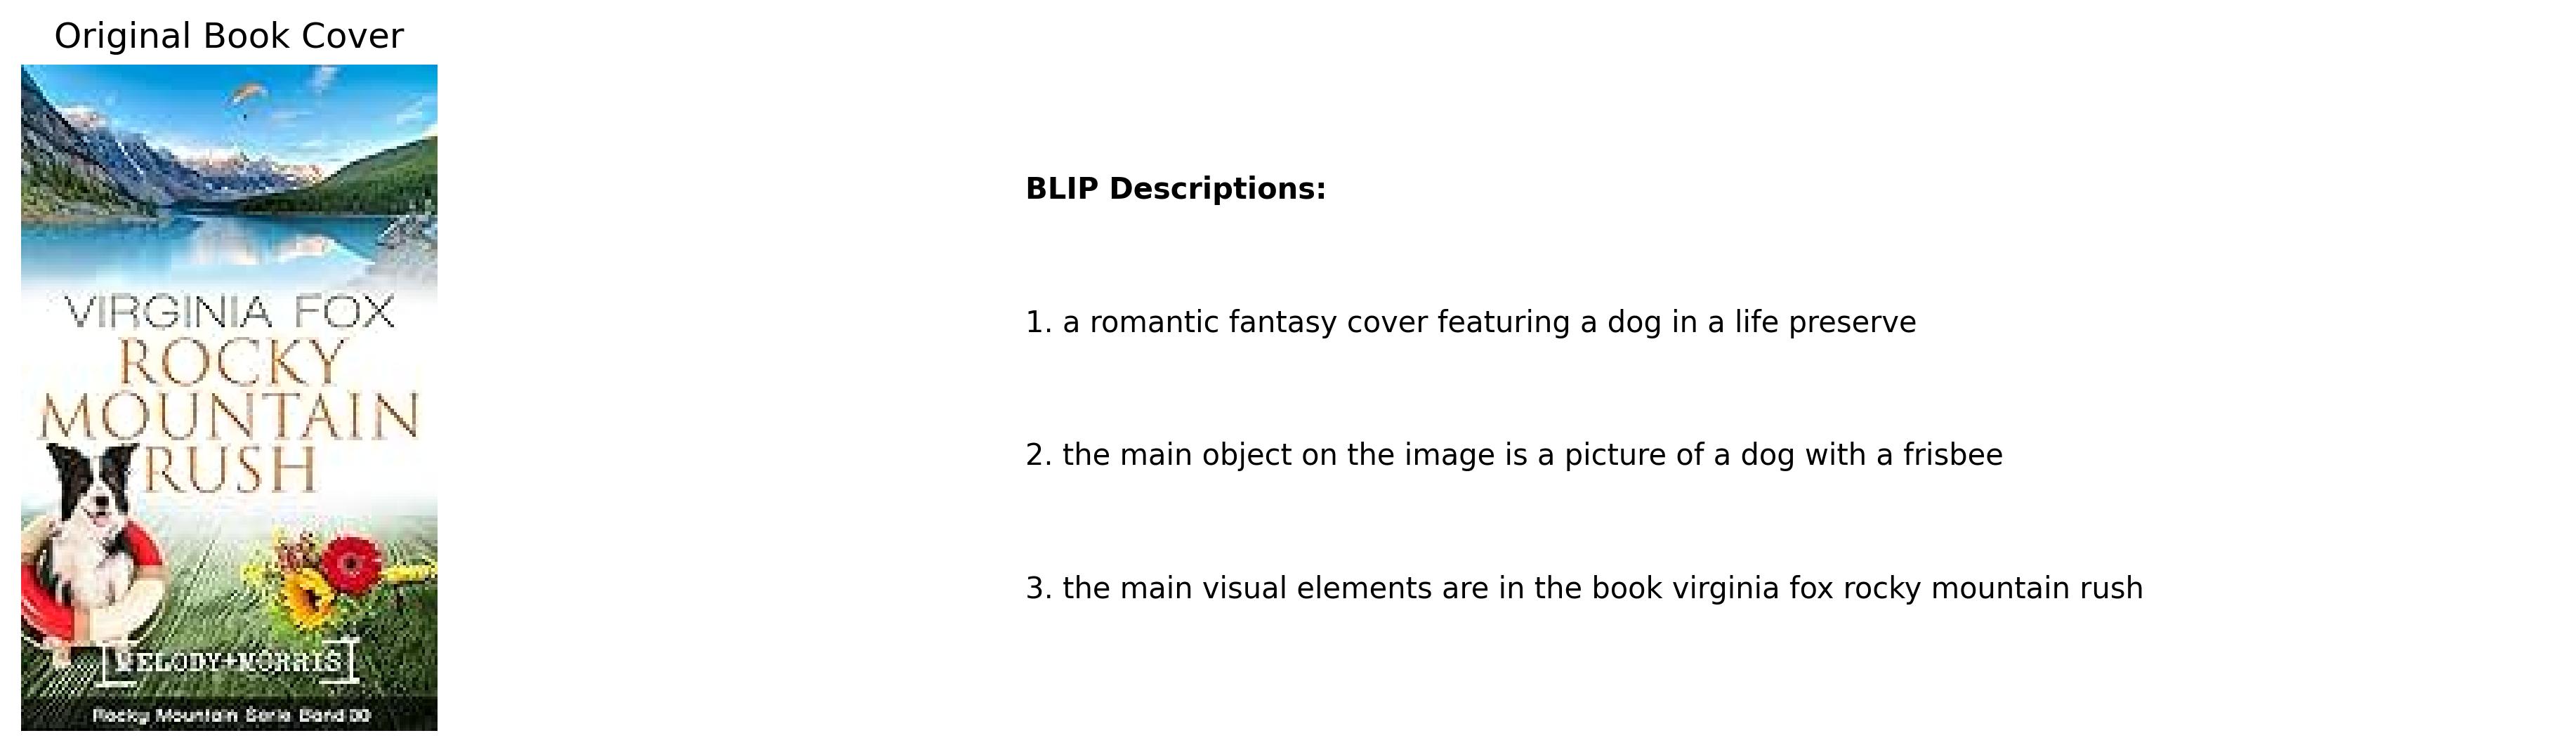 Original Book Cover
VIRGINIA FOX
ROCKY
MOUNTAIN
RUSH
MELODY+MORRIS
Rocky Mountain Serie Band
BLIP Descriptions:
1. a romantic fantasy cover featuring a dog in a life preserve
2. the main object on the image is a picture of a dog with a frisbee
3. the main visual elements are in the book virginia fox rocky mountain rush